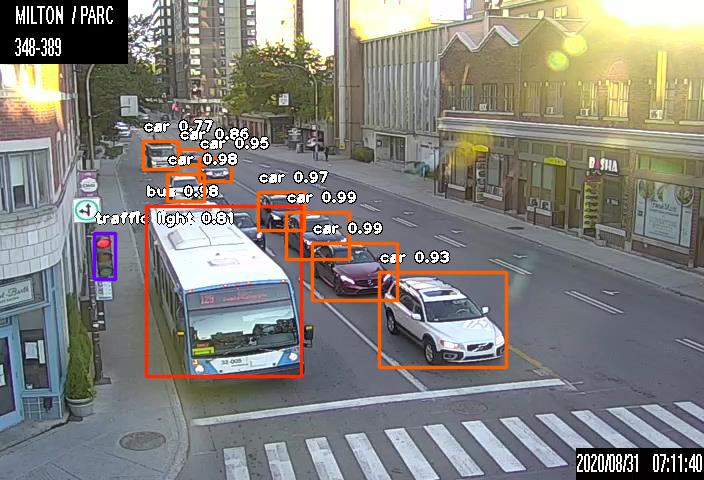 MILTON / PARC
348-389
car 0.77
car 0.86
car 0.95
car 0.98
car 0.97
bus 0.98
car 0.99
traffic light 0.81
car 0.99
car 0.93
129
2020/08/31 07:11:40